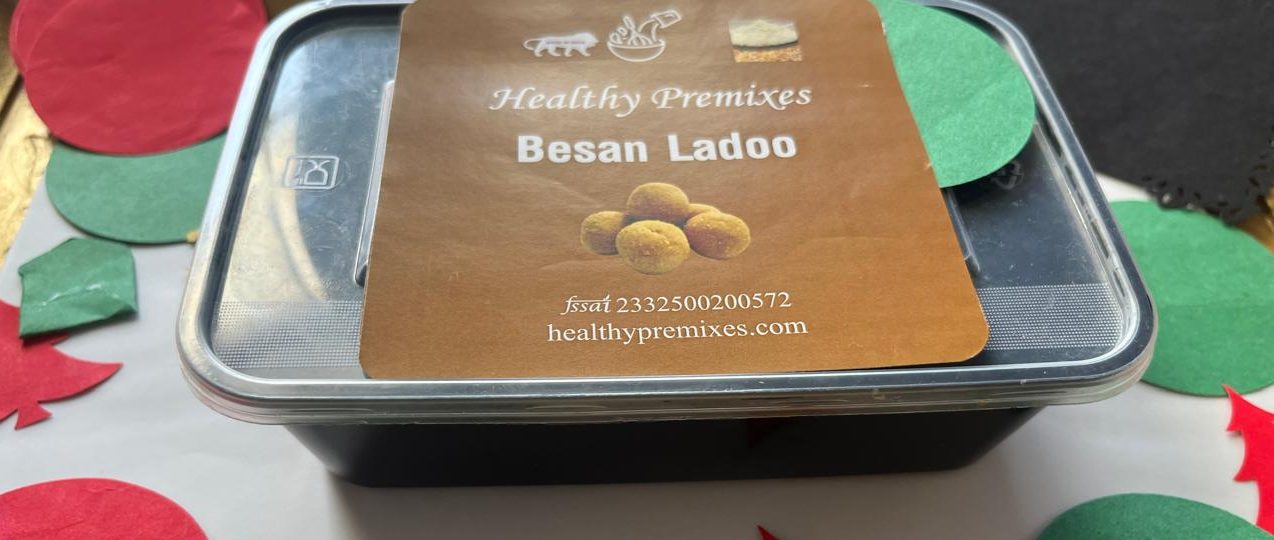 Healthy Premixes
Besan Ladoo
fssai 2332500200572
healthypremixes.com